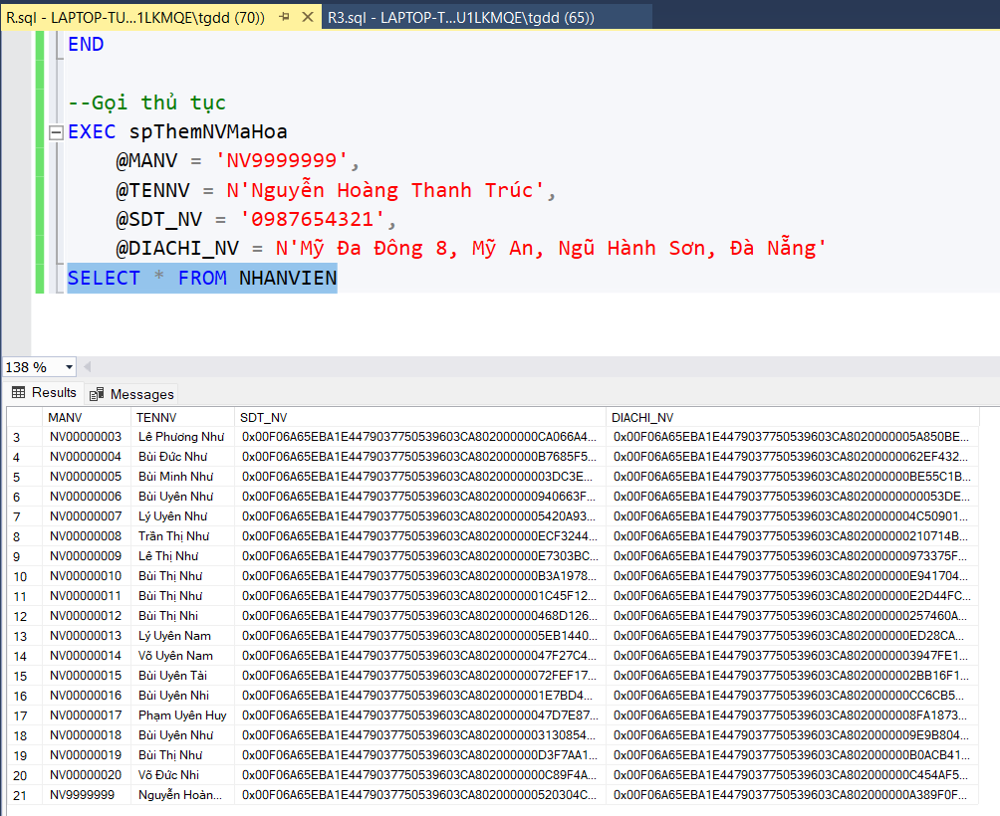 R.sql - LAPTOP-TU...1LKMQE\tgdd (70))
R3.sql - LAPTOP-T...U1LKMQE\tgdd (65))
END
--Gọi thủ tục
EXEC spThemNVMaHoa
@MANV = 'NV9999999',
@TENNV = N'Nguyễn Hoàng Thanh Trúc',
@SDT_NV = '0987654321',
@DIACHI_NV = N'Mỹ Đa Đông 8, Mỹ An, Ngũ Hành Sơn, Đà Nẵng'
SELECT * FROM NHANVIEN
138 %
Results Messages
MANV TENNV SDT_NV DIACHI_NV
3 NV00000003 Lê Phương Như 0x00F06A65EBA1E4479037750539603CA802000000CA066A4... 0x00F06A65EBA1E4479037750539603CA8020000005A850BE...
4 NV00000004 Bùi Đức Như 0x00F06A65EBA1E4479037750539603CA802000000B7685F5... 0x00F06A65EBA1E4479037750539603CA80200000062EF432...
5 NV00000005 Bùi Minh Như 0x00F06A65EBA1E4479037750539603CA80200000003DC3E... 0x00F06A65EBA1E4479037750539603CA802000000BE55C1B...
6 NV00000006 Bùi Uyên Như 0x00F06A65EBA1E4479037750539603CA802000000940663F... 0x00F06A65EBA1E4479037750539603CA802000000000053DE...
7 NV00000007 Lý Uyên Như 0x00F06A65EBA1E4479037750539603CA8020000005420A93... 0x00F06A65EBA1E4479037750539603CA8020000004C50901...
8 NV00000008 Trần Thị Như 0x00F06A65EBA1E4479037750539603CA802000000ECF3244... 0x00F06A65EBA1E4479037750539603CA802000000210714B...
9 NV00000009 Lê Thị Như 0x00F06A65EBA1E4479037750539603CA802000000E7303BC... 0x00F06A65EBA1E4479037750539603CA802000000973375F...
10 NV00000010 Bùi Thị Như 0x00F06A65EBA1E4479037750539603CA802000000B3A1978... 0x00F06A65EBA1E4479037750539603CA802000000E941704...
11 NV00000011 Bùi Thị Như 0x00F06A65EBA1E4479037750539603CA8020000001C45F12... 0x00F06A65EBA1E4479037750539603CA802000000E2D44FC...
12 NV00000012 Bùi Thị Nhi 0x00F06A65EBA1E4479037750539603CA802000000468D126... 0x00F06A65EBA1E4479037750539603CA802000000257460A...
13 NV00000013 Lý Uyên Nam 0x00F06A65EBA1E4479037750539603CA8020000005EB1440... 0x00F06A65EBA1E4479037750539603CA802000000ED28CA...
14 NV00000014 Võ Uyên Nam 0x00F06A65EBA1E4479037750539603CA80200000047F27C4... 0x00F06A65EBA1E4479037750539603CA8020000003947FE1...
15 NV00000015 Bùi Uyên Tài 0x00F06A65EBA1E4479037750539603CA80200000072FEF17... 0x00F06A65EBA1E4479037750539603CA8020000002BB16F1...
16 NV00000016 Bùi Uyên Nhi 0x00F06A65EBA1E4479037750539603CA8020000001E7BD4... 0x00F06A65EBA1E4479037750539603CA802000000CC6CB5...
17 NV00000017 Phạm Uyên Huy 0x00F06A65EBA1E4479037750539603CA80200000047D7E87... 0x00F06A65EBA1E4479037750539603CA8020000008FA1873...
18 NV00000018 Bùi Uyên Như 0x00F06A65EBA1E4479037750539603CA8020000003130854... 0x00F06A65EBA1E4479037750539603CA8020000009E9B804...
19 NV00000019 Bùi Thị Như 0x00F06A65EBA1E4479037750539603CA802000000D3F7AA1... 0x00F06A65EBA1E4479037750539603CA802000000B0ACB41...
20 NV00000020 Võ Đức Nhi 0x00F06A65EBA1E4479037750539603CA802000000C89F4A... 0x00F06A65EBA1E4479037750539603CA802000000C454AF5...
21 NV9999999 Nguyễn Hoàn... 0x00F06A65EBA1E4479037750539603CA802000000520304C... 0x00F06A65EBA1E4479037750539603CA802000000A389F0F...